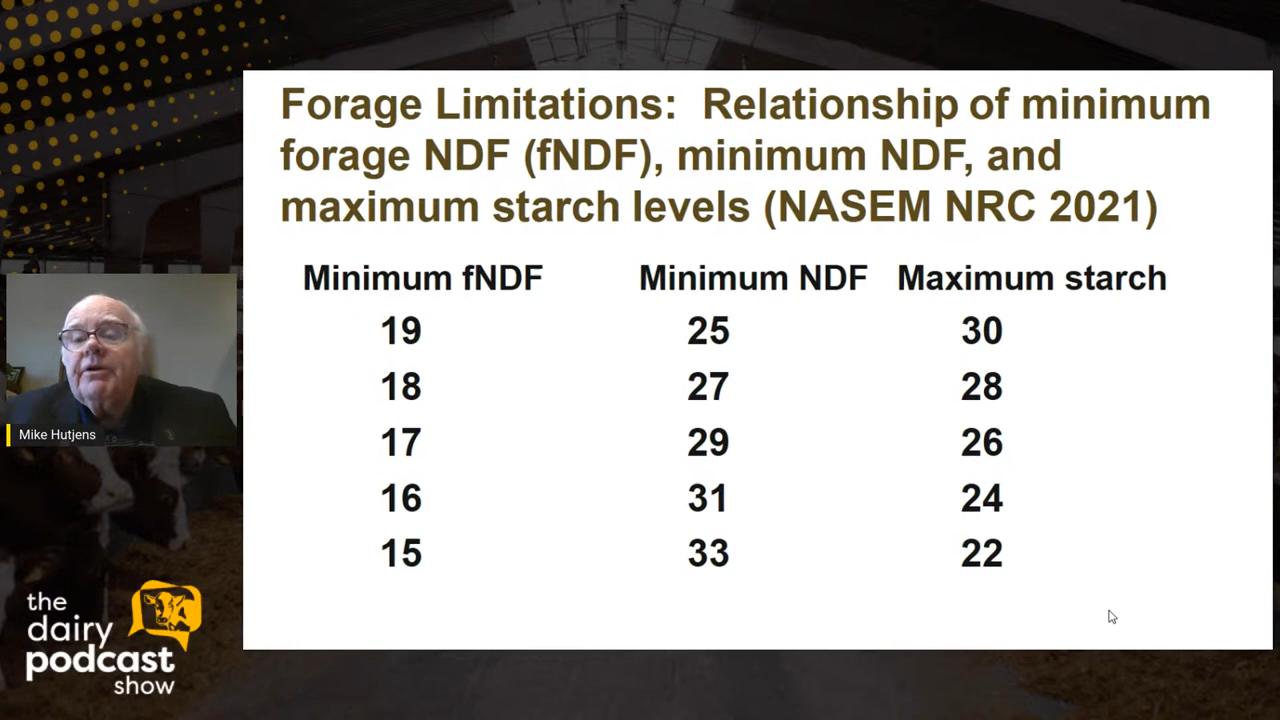 Forage Limitations: Relationship of minimum
forage NDF (fNDF), minimum NDF, and
maximum starch levels (NASEM NRC 2021)
Minimum fNDF Minimum NDF Maximum starch
19 25 30
18 27 28
17 29 26
16 31 24
15 33 22
Mike Hutjens
the
dairy
podcast
show